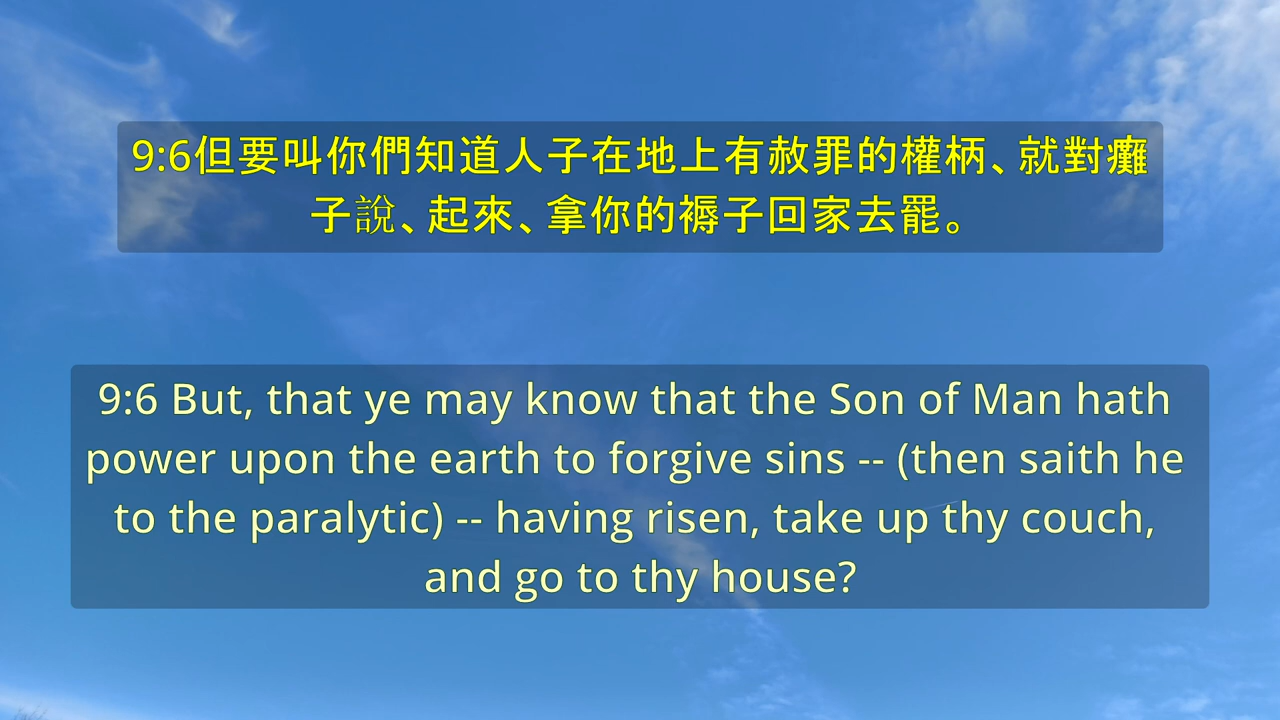 9:6但要叫你們知道人子在地上有赦罪的權柄、就對癱
子說、起來、拿你的褥子回家去罷。
9:6 But, that ye may know that the Son of Man hath
power upon the earth to forgive sins -- (then saith he
to the paralytic) -- having risen, take up thy couch,
and go to thy house?